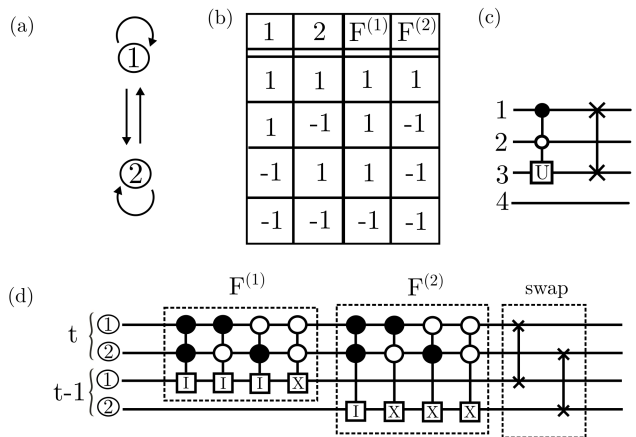 (a)
1
2
(b)
1 2 F^(1) F^(2)
1 1 1 1
1 -1 1 -1
-1 1 1 -1
-1 -1 -1 -1
(c)
1
2
3 U
4
(d)
F^(1) F^(2) swap
t ① ②
t-1 ① ②
I I I X
I X X X